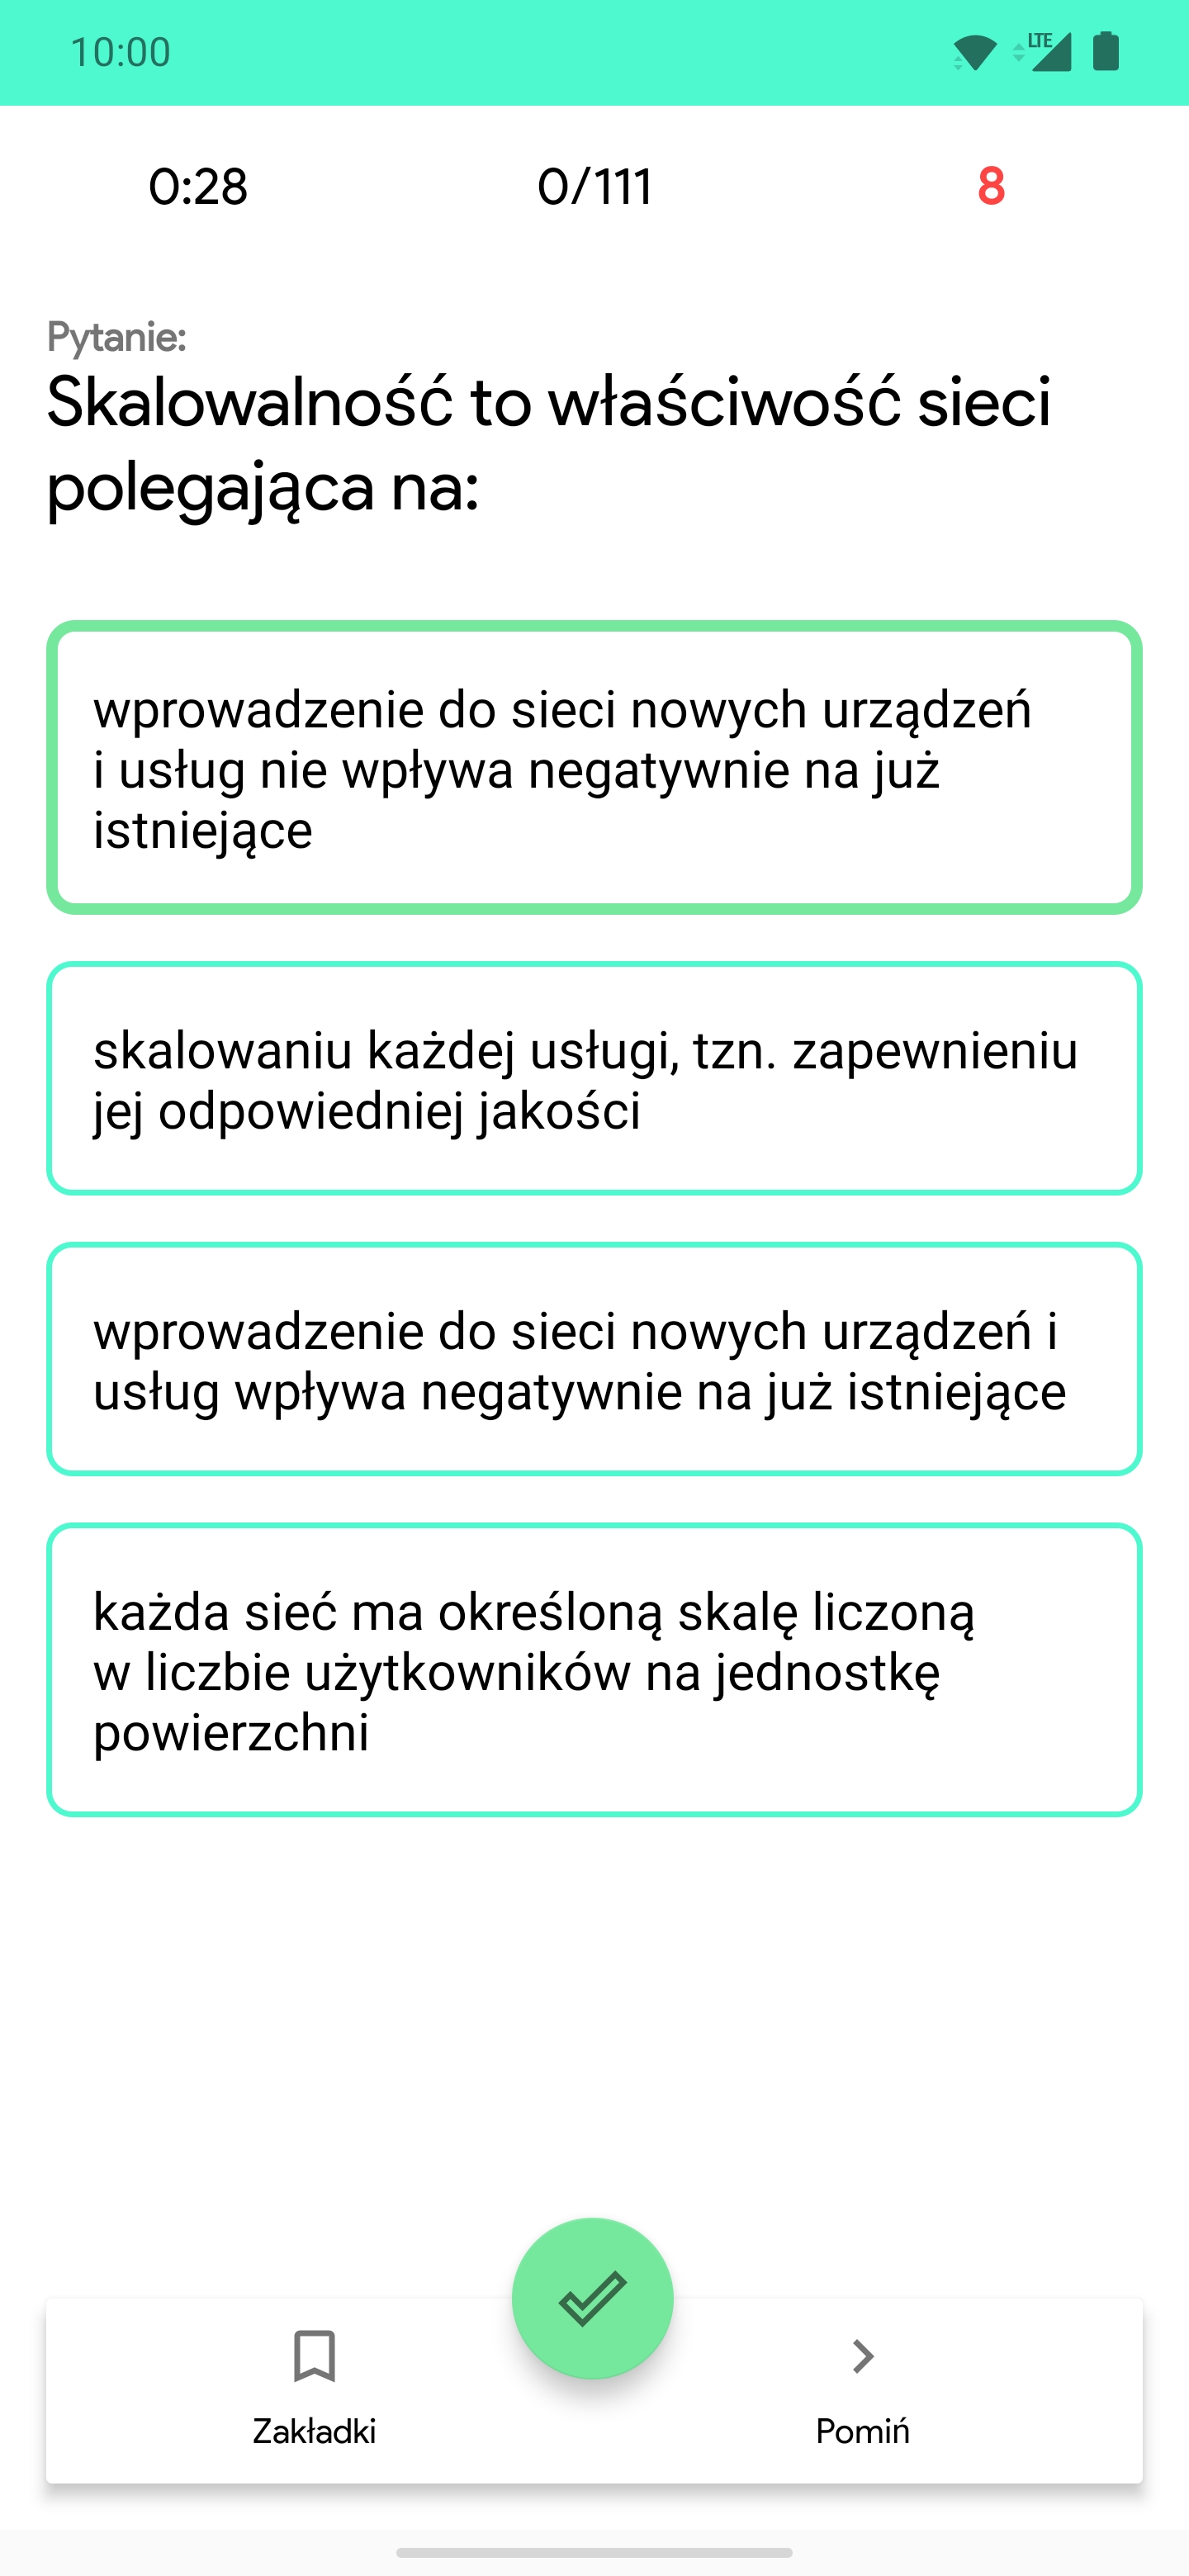 10:00
LTE
0:28
0/111
8
Pytanie:
Skalowalność to właściwość sieci
polegająca na:
wprowadzenie do sieci nowych urządzeń
i usług nie wpływa negatywnie na już
istniejące
skalowaniu każdej usługi, tzn. zapewnieniu
jej odpowiedniej jakości
wprowadzenie do sieci nowych urządzeń i
usług wpływa negatywnie na już istniejące
każda sieć ma określoną skalę liczoną
w liczbie użytkowników na jednostkę
powierzchni
Zakładki
Pomiń